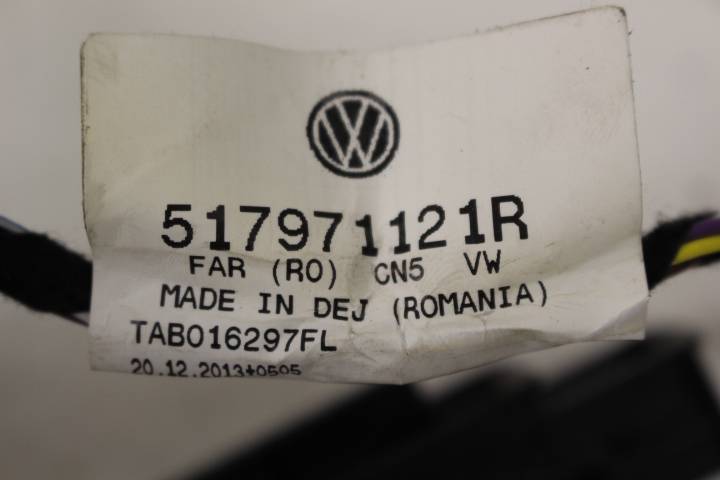 517971121R
FAR (RO) CN5 VW
MADE IN DEJ (ROMANIA)
TAB016297FL
20.12.2013+0505